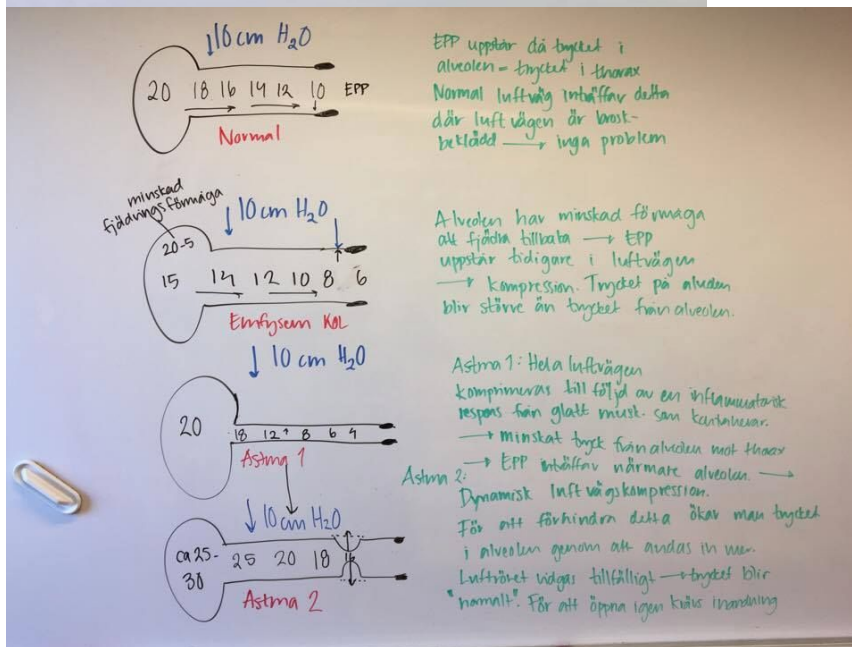 ↓10 cm H₂O
20 18 16 14 12 10 EPP
Normal
EPP uppstår då trycket i
alveolen = trycket i thorax
Normal luftväg inträffar detta
där luftvägen är brosk-
beklädd → inga problem
minskad
fjädringsförmåga
↓ 10 cm H₂O
20-5
15 14 12 10 8 6
Emfysem KOL
Alveolen har minskad förmåga
att fjädra tillbaka → EPP
uppstår tidigare i luftvägen
→ kompression. Trycket på alveolen
blir större än trycket från alveolen.
↓ 10 cm H₂O
20
18 12 8 6 4
Astma 1
Astma 1: Hela luftvägen
komprimeras till följd av en inflammatorisk
respons från glatt musk. som
→ minskat tryck från alveolen mot thorax
→ EPP inträffar närmare alveolen. →
Astma 2:
Dynamisk luftvägskompression.
För att förhindra detta ökar man trycket
i alveolen genom att andas in mer.
Luftröret vidgas tillfälligt → trycket blir
"normalt". För att öppna igen krävs inandning
↓ 10 cm H₂O
ca 25-
30
25 20 18
Astma 2